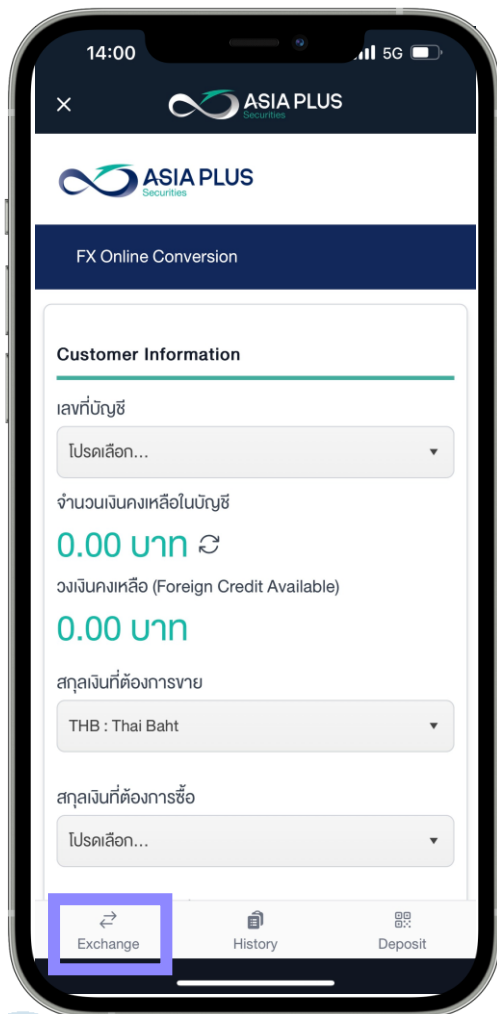 14:00
5G
ASIA PLUS
Securities
ASIA PLUS
Securities
FX Online Conversion
Customer Information
เลขที่บัญชี
โปรดเลือก...
จำนวนเงินคงเหลือในบัญชี
0.00 บาท
วงเงินคงเหลือ (Foreign Credit Available)
0.00 บาท
สกุลเงินที่ต้องการขาย
THB : Thai Baht
สกุลเงินที่ต้องการซื้อ
โปรดเลือก...
Exchange
History
Deposit